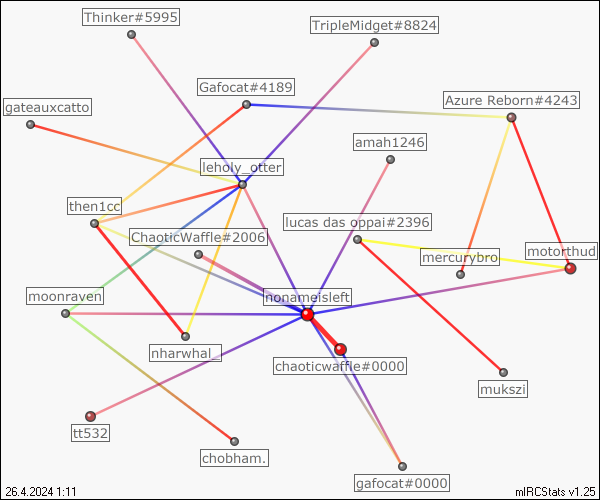 Thinker#5995
TripleMidget#8824
Gafocat#4189
Azure Reborn#4243
gateauxcatto
amah1246
leholy_otter
then1cc
lucas das oppai#2396
ChaoticWaffle#2006
mercurybro
motorthud
moonraven
nonameisleft
nharwhal_
chaoticwaffle#0000
mukszi
tt532
chobham.
gafocat#0000
26.4.2024 1:11
mIRCStats v1.25